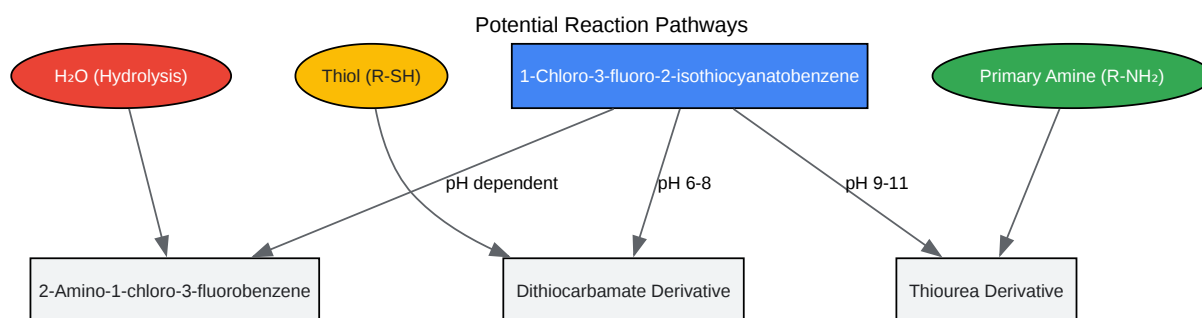 Potential Reaction Pathways
H₂O (Hydrolysis)
Thiol (R-SH)
1-Chloro-3-fluoro-2-isothiocyanatobenzene
Primary Amine (R-NH₂)
pH dependent
pH 6-8
pH 9-11
2-Amino-1-chloro-3-fluorobenzene
Dithiocarbamate Derivative
Thiourea Derivative